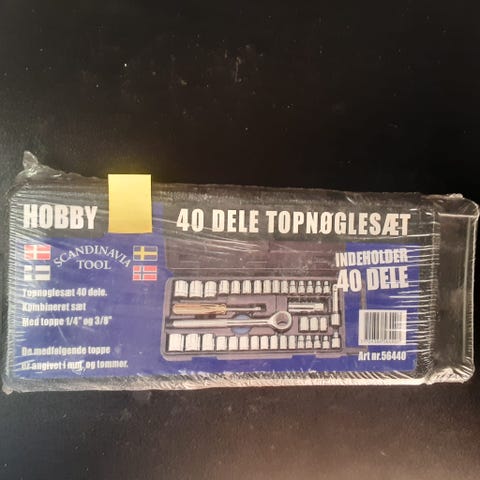 HOBBY
40 DELE TOPNØGLESÆT
SCANDINAVIA
TOOL
INDEHOLDER
40 DELE
Topnøglesæt 40 dele.
Kombineret sæt
Med toppe 1/4" og 3/8"
De medfølgende toppe
er angivet i mm. og tommer.
Art nr.56440